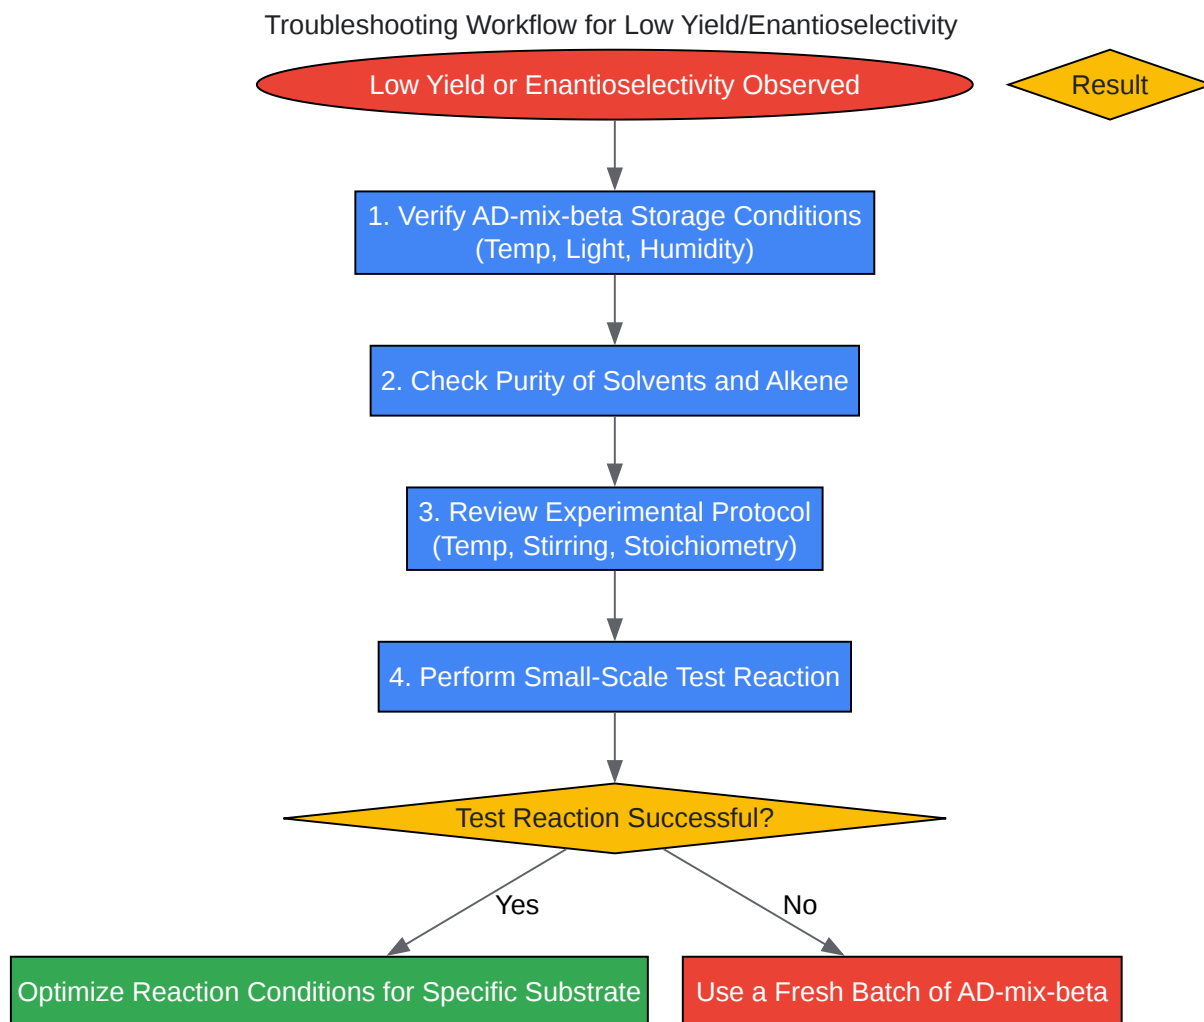 Troubleshooting Workflow for Low Yield/Enantioselectivity
Low Yield or Enantioselectivity Observed
Result
1. Verify AD-mix-beta Storage Conditions
(Temp, Light, Humidity)
2. Check Purity of Solvents and Alkene
3. Review Experimental Protocol
(Temp, Stirring, Stoichiometry)
4. Perform Small-Scale Test Reaction
Test Reaction Successful?
Yes
No
Optimize Reaction Conditions for Specific Substrate
Use a Fresh Batch of AD-mix-beta